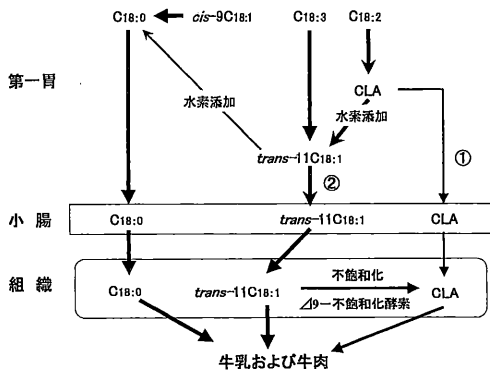 C18:0 cis-9C18:1 C18:3 C18:2
第一胃
CLA
水素添加 水素添加
①
trans-11C18:1
②
小腸 C18:0 trans-11C18:1 CLA
不飽和化
組織 C18:0 trans-11C18:1 CLA
⊿9-不飽和化酵素
牛乳および牛肉